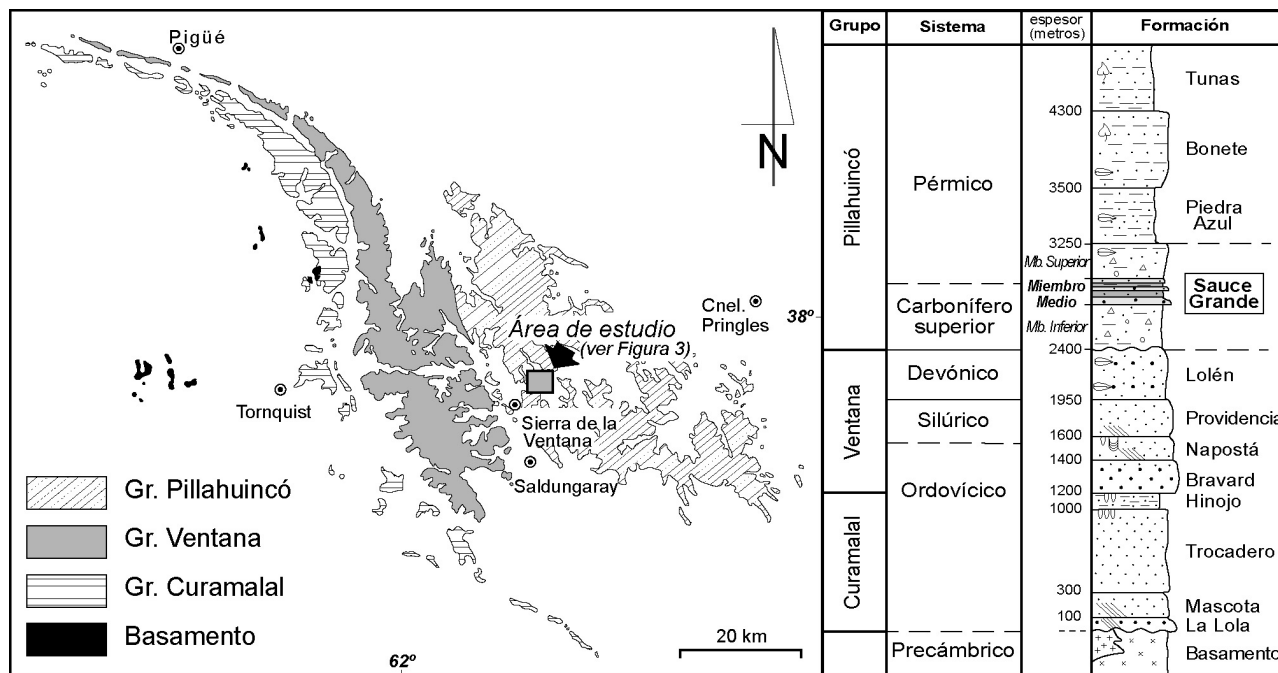 Pigüé
N
Cnel.
Pringles
38º
Área de estudio
(ver Figura 3)
Tornquist
Sierra de la
Ventana
Saldungaray
Gr. Pillahuincó
Gr. Ventana
Gr. Curamalal
Basamento
20 km
62º
Grupo
Sistema
espesor
(metros)
Formación
Pillahuincó
Ventana
Curamalal
Pérmico
Carbonífero
superior
Devónico
Silúrico
Ordovícico
Precámbrico
4300
3500
3250
Mb. Superior
Miembro
Medio
Mb. Inferior
2400
1950
1600
1400
1200
1000
300
100
Tunas
Bonete
Piedra
Azul
Sauce
Grande
Lolén
Providencia
Napostá
Bravard
Hinojo
Trocadero
Mascota
La Lola
Basamento